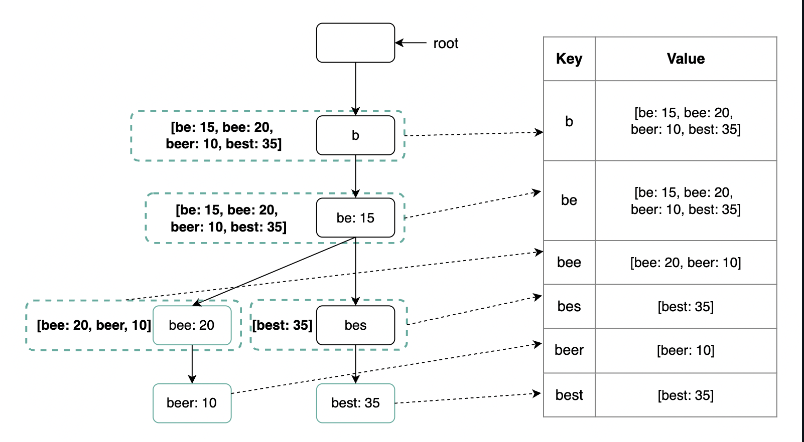 root
[be: 15, bee: 20,
beer: 10, best: 35]
b
[be: 15, bee: 20,
beer: 10, best: 35]
be: 15
[bee: 20, beer, 10]
bee: 20
[best: 35]
bes
beer: 10
best: 35
Key Value
b
[be: 15, bee: 20,
beer: 10, best: 35]
be
[be: 15, bee: 20,
beer: 10, best: 35]
bee [bee: 20, beer: 10]
bes [best: 35]
beer [beer: 10]
best [best: 35]